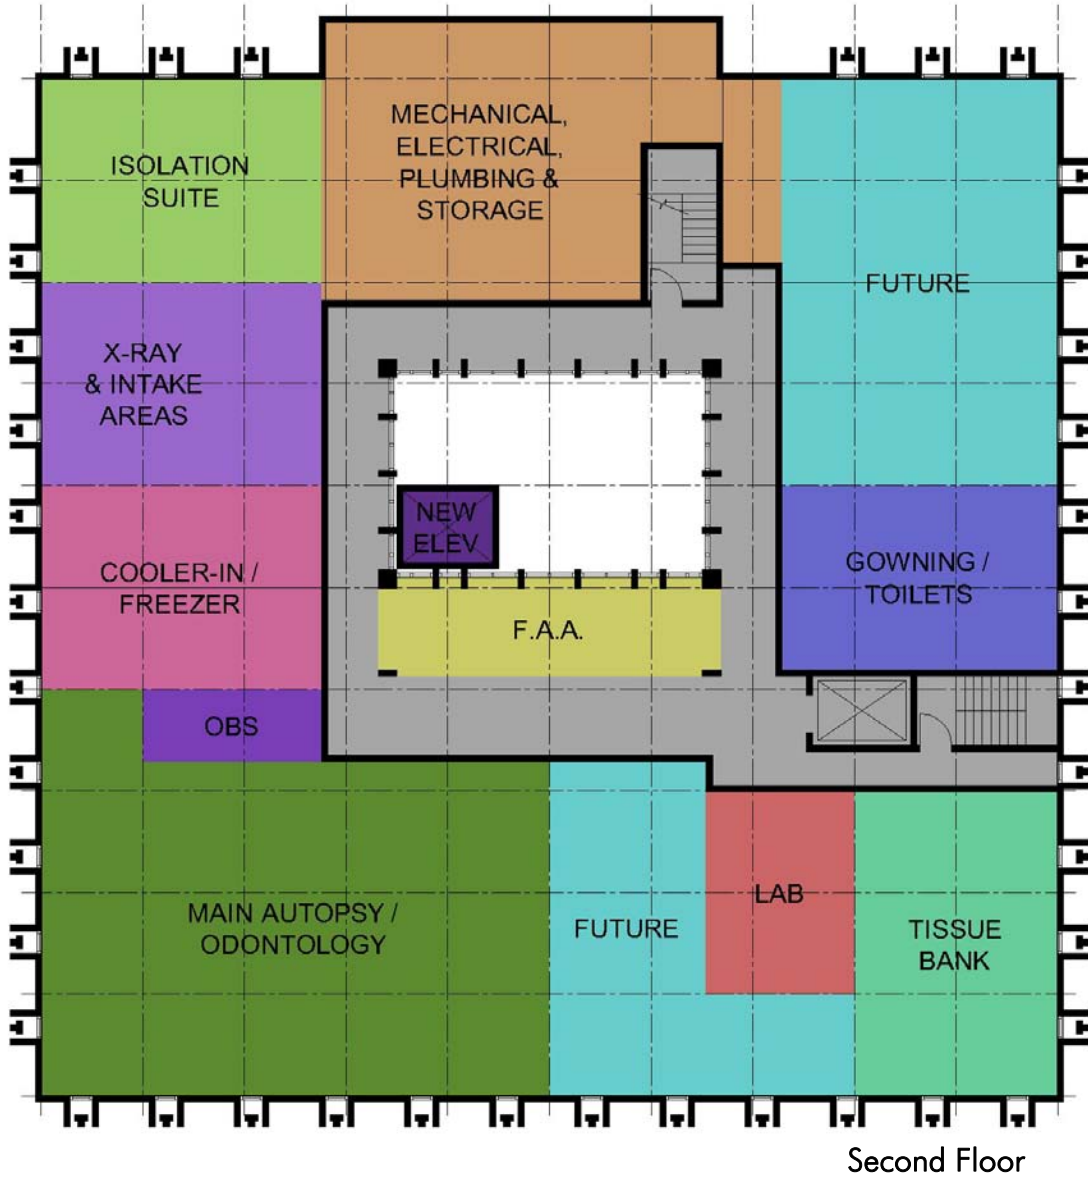 MECHANICAL,
ELECTRICAL,
PLUMBING &
STORAGE
ISOLATION
SUITE
FUTURE
X-RAY
& INTAKE
AREAS
NEW
ELEV
COOLER-IN /
FREEZER
GOWNING /
TOILETS
F.A.A.
OBS
MAIN AUTOPSY /
ODONTOLOGY
FUTURE
LAB
TISSUE
BANK
Second Floor